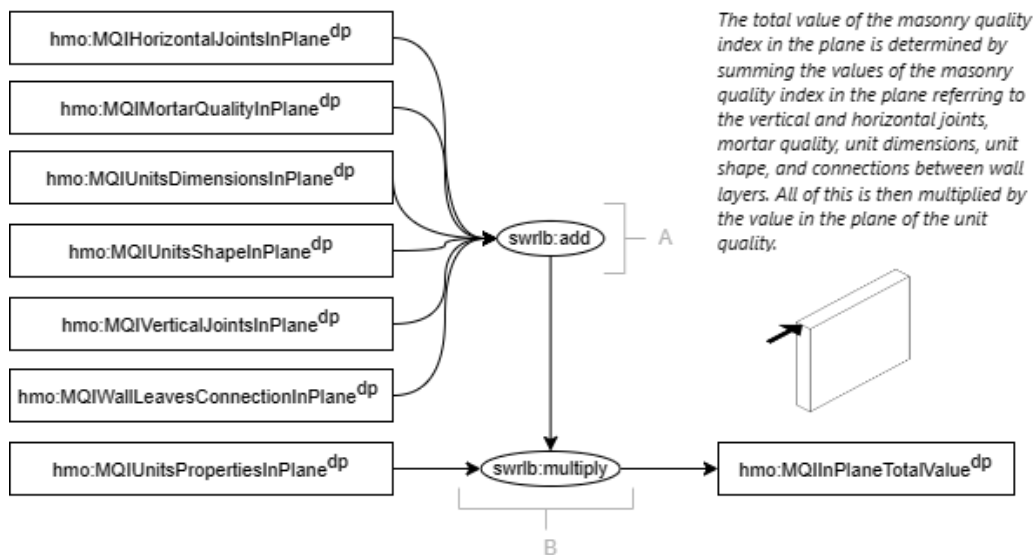 hmo:MQIHorizontalJointsInPlane^dp
hmo:MQIMortarQualityInPlane^dp
hmo:MQIUnitsDimensionsInPlane^dp
hmo:MQIUnitsShapeInPlane^dp
hmo:MQIVerticalJointsInPlane^dp
hmo:MQIWallLeavesConnectionInPlane^dp
hmo:MQIUnitsPropertiesInPlane^dp
swrlb:add
A
swrlb:multiply
B
hmo:MQIInPlaneTotalValue^dp
The total value of the masonry quality
index in the plane is determined by
summing the values of the masonry
quality index in the plane referring to
the vertical and horizontal joints,
mortar quality, unit dimensions, unit
shape, and connections between wall
layers. All of this is then multiplied by
the value in the plane of the unit
quality.